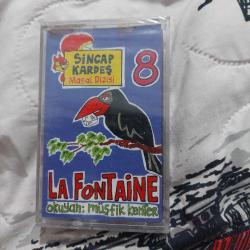 SİNCAP
KARDEŞ
Masal Dizisi
8
LA FONTAINE
okuyan: müşfik kenter